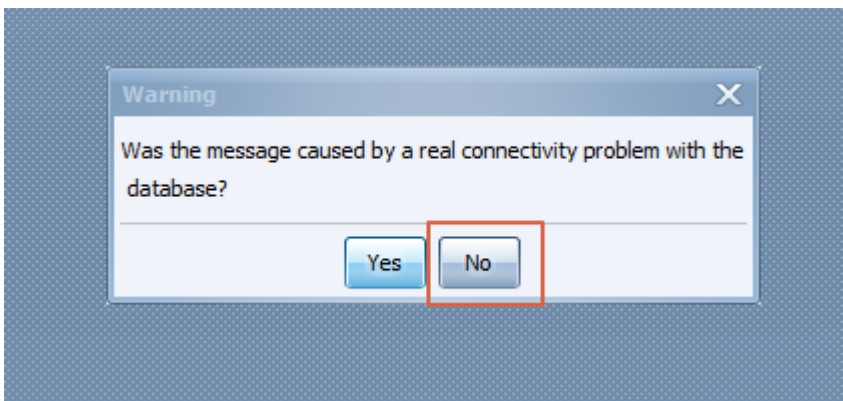 Warning
Was the message caused by a real connectivity problem with the
database?
Yes No